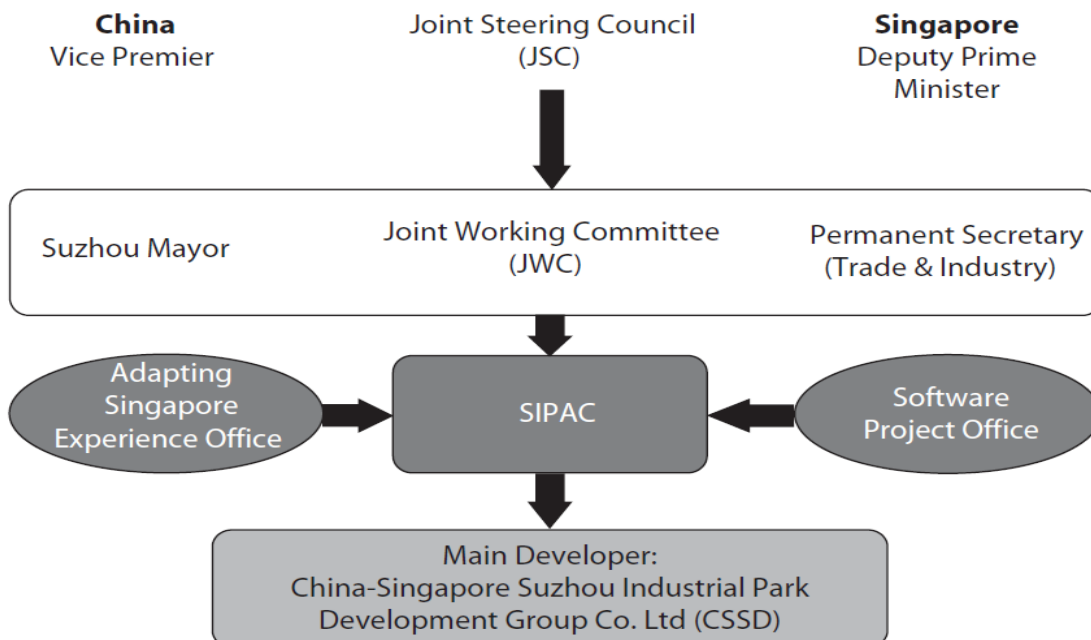 China
Vice Premier
Joint Steering Council
(JSC)
Singapore
Deputy Prime
Minister
Suzhou Mayor
Joint Working Committee
(JWC)
Permanent Secretary
(Trade & Industry)
Adapting
Singapore
Experience Office
SIPAC
Software
Project Office
Main Developer:
China-Singapore Suzhou Industrial Park
Development Group Co. Ltd (CSSD)